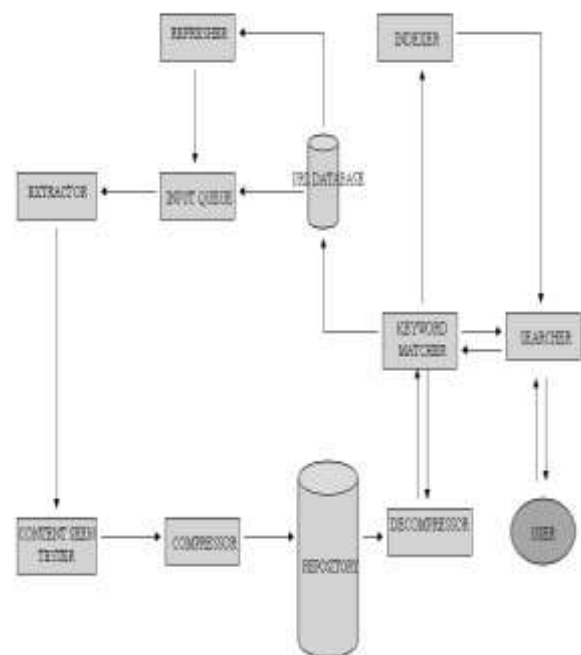 REFRESHER
INDEXER
URL DATABASE
EXTRACTOR
INPUT QUEUE
KEYWORD
MATCHER
SEARCHER
CONTENT SEEN
TESTER
COMPRESSOR
REPOSITORY
DECOMPRESSOR
USER